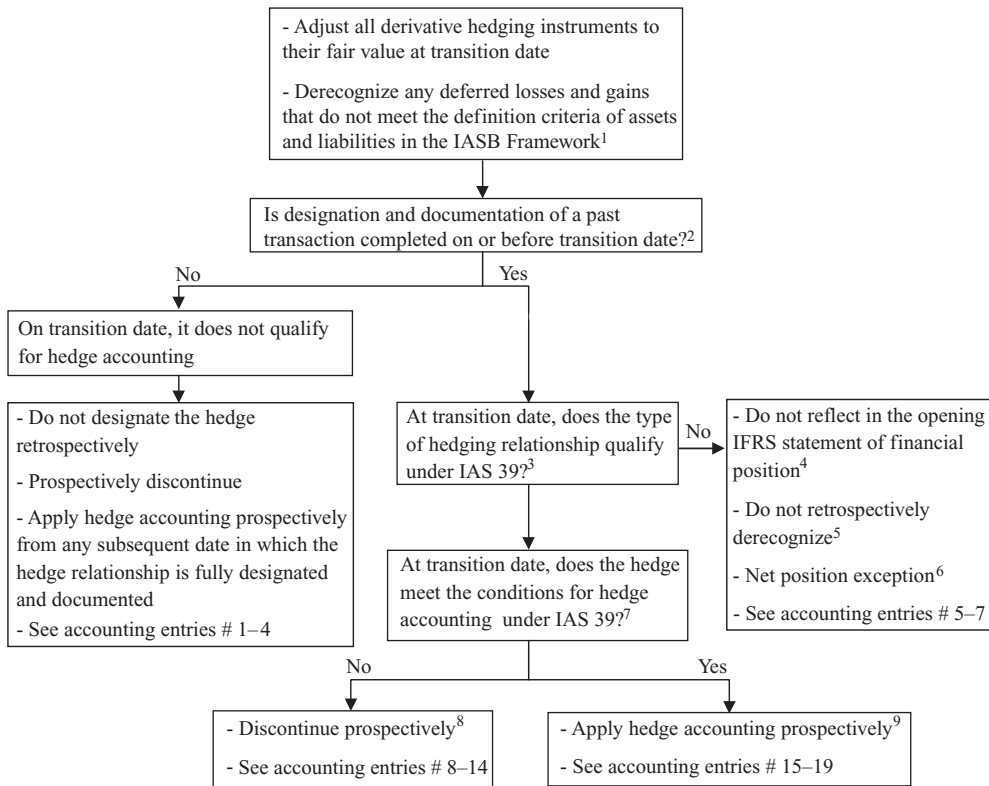 - Adjust all derivative hedging instruments to
their fair value at transition date
- Derecognize any deferred losses and gains
that do not meet the definition criteria of assets
and liabilities in the IASB Framework1
Is designation and documentation of a past
transaction completed on or before transition date?2
No
Yes
On transition date, it does not qualify
for hedge accounting
- Do not designate the hedge
retrospectively
- Prospectively discontinue
- Apply hedge accounting prospectively
from any subsequent date in which the
hedge relationship is fully designated
and documented
- See accounting entries # 1–4
At transition date, does the type
of hedging relationship qualify
under IAS 39?3
No
- Do not reflect in the opening
IFRS statement of financial
position4
- Do not retrospectively
derecognize5
- Net position exception6
- See accounting entries # 5–7
At transition date, does the hedge
meet the conditions for hedge
accounting under IAS 39?7
No
Yes
- Discontinue prospectively8
- See accounting entries # 8–14
- Apply hedge accounting prospectively9
- See accounting entries # 15–19